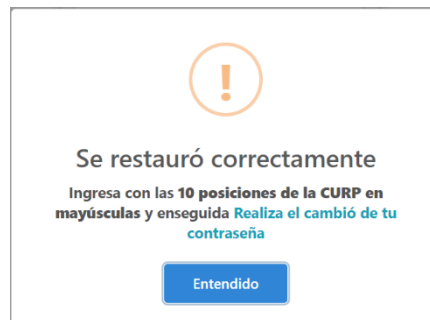 !
Se restauró correctamente
Ingresa con las 10 posiciones de la CURP en
mayúsculas y enseguida Realiza el cambió de tu
contraseña
Entendido